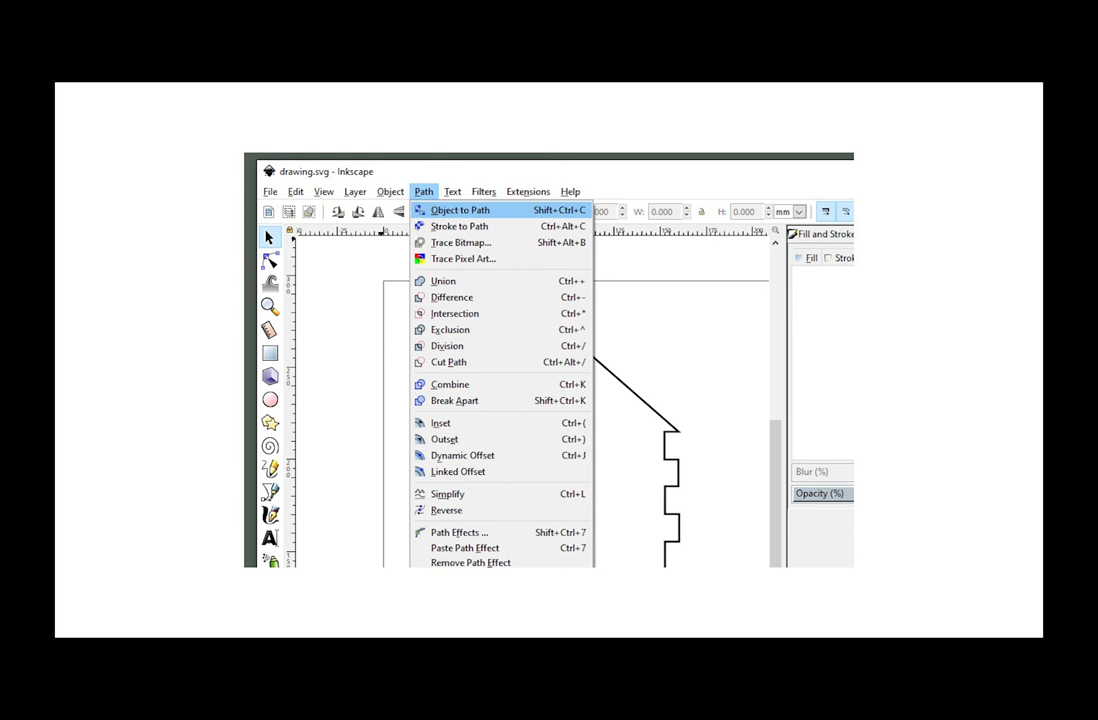 drawing.svg - Inkscape
File Edit View Layer Object Path Text Filters Extensions Help
000 W: 0.000 H: 0.000 mm
Object to Path Shift+Ctrl+C
Stroke to Path Ctrl+Alt+C
Trace Bitmap... Shift+Alt+B
Trace Pixel Art...
Union Ctrl++
Difference Ctrl+-
Intersection Ctrl+*
Exclusion Ctrl+^
Division Ctrl+/
Cut Path Ctrl+Alt+/
Combine Ctrl+K
Break Apart Shift+Ctrl+K
Inset Ctrl+(
Outset Ctrl+)
Dynamic Offset Ctrl+J
Linked Offset
Simplify Ctrl+L
Reverse
Path Effects ... Shift+Ctrl+7
Paste Path Effect Ctrl+7
Remove Path Effect
Fill and Stroke
Fill Strok
Blur (%)
Opacity (%)